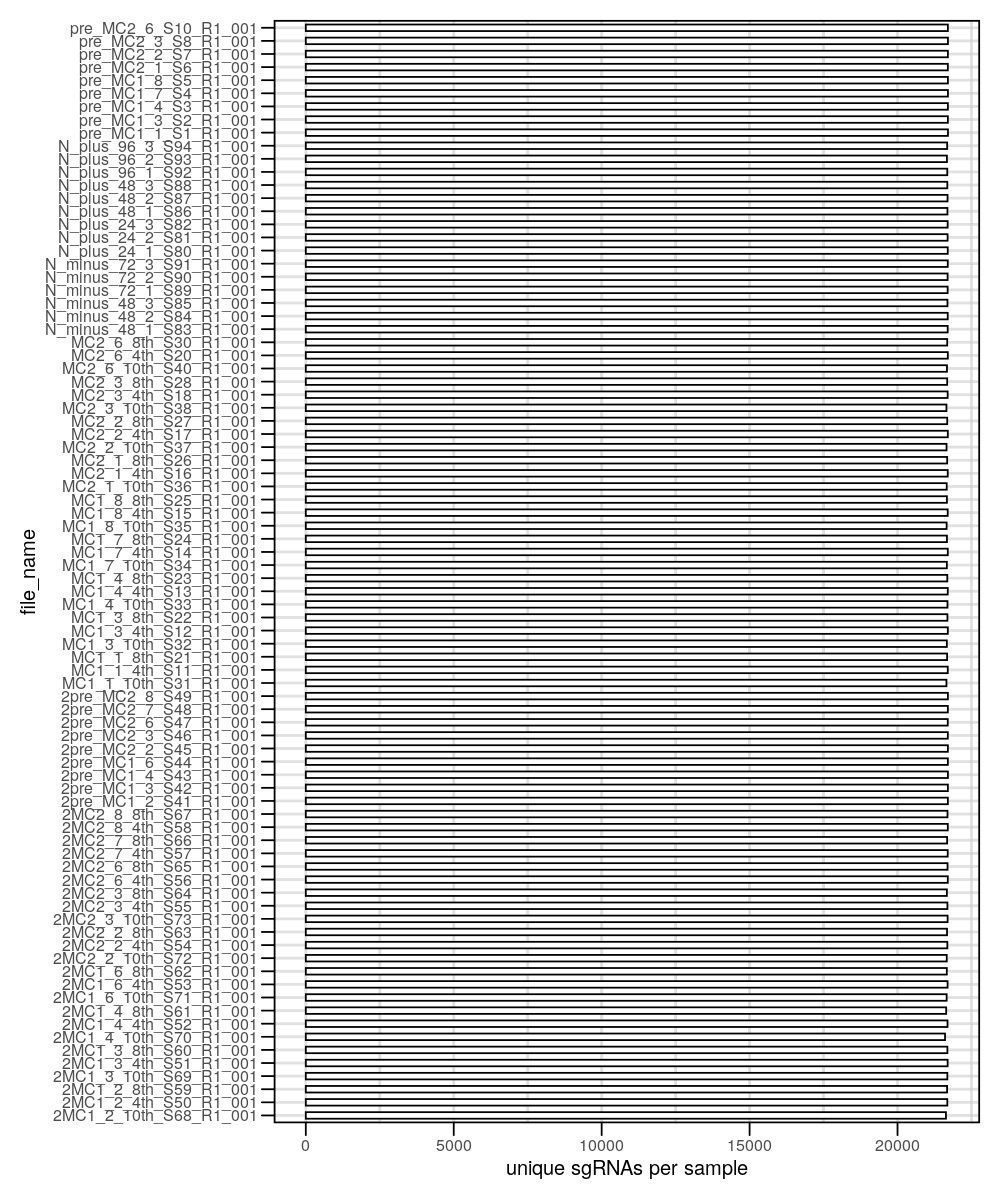 pre_MC2_6_S10_R1_001
pre_MC2_3_S8_R1_001
pre_MC2_2_S7_R1_001
pre_MC2_1_S6_R1_001
pre_MC1_8_S5_R1_001
pre_MC1_7_S4_R1_001
pre_MC1_4_S3_R1_001
pre_MC1_3_S2_R1_001
pre_MC1_1_S1_R1_001
N_plus_96_3_S94_R1_001
N_plus_96_2_S93_R1_001
N_plus_96_1_S92_R1_001
N_plus_48_3_S88_R1_001
N_plus_48_2_S87_R1_001
N_plus_48_1_S86_R1_001
N_plus_24_3_S82_R1_001
N_plus_24_2_S81_R1_001
N_plus_24_1_S80_R1_001
N_minus_72_3_S91_R1_001
N_minus_72_2_S90_R1_001
N_minus_72_1_S89_R1_001
N_minus_48_3_S85_R1_001
N_minus_48_2_S84_R1_001
N_minus_48_1_S83_R1_001
MC2_6_8th_S30_R1_001
MC2_6_4th_S20_R1_001
MC2_6_10th_S40_R1_001
MC2_3_8th_S28_R1_001
MC2_3_4th_S18_R1_001
MC2_3_10th_S38_R1_001
MC2_2_8th_S27_R1_001
MC2_2_4th_S17_R1_001
MC2_2_10th_S37_R1_001
MC2_1_8th_S26_R1_001
MC2_1_4th_S16_R1_001
MC2_1_10th_S36_R1_001
MC1_8_8th_S25_R1_001
MC1_8_4th_S15_R1_001
MC1_8_10th_S35_R1_001
MC1_7_8th_S24_R1_001
MC1_7_4th_S14_R1_001
MC1_7_10th_S34_R1_001
MC1_4_8th_S23_R1_001
MC1_4_4th_S13_R1_001
MC1_4_10th_S33_R1_001
MC1_3_8th_S22_R1_001
MC1_3_4th_S12_R1_001
MC1_3_10th_S32_R1_001
MC1_1_8th_S21_R1_001
MC1_1_4th_S11_R1_001
MC1_1_10th_S31_R1_001
2pre_MC2_8_S49_R1_001
2pre_MC2_7_S48_R1_001
2pre_MC2_6_S47_R1_001
2pre_MC2_3_S46_R1_001
2pre_MC2_2_S45_R1_001
2pre_MC1_6_S44_R1_001
2pre_MC1_4_S43_R1_001
2pre_MC1_3_S42_R1_001
2pre_MC1_2_S41_R1_001
2MC2_8_8th_S67_R1_001
2MC2_8_4th_S58_R1_001
2MC2_7_8th_S66_R1_001
2MC2_7_4th_S57_R1_001
2MC2_6_8th_S65_R1_001
2MC2_6_4th_S56_R1_001
2MC2_3_8th_S64_R1_001
2MC2_3_4th_S55_R1_001
2MC2_3_10th_S73_R1_001
2MC2_2_8th_S63_R1_001
2MC2_2_4th_S54_R1_001
2MC2_2_10th_S72_R1_001
2MC1_6_8th_S62_R1_001
2MC1_6_4th_S53_R1_001
2MC1_6_10th_S71_R1_001
2MC1_4_8th_S61_R1_001
2MC1_4_4th_S52_R1_001
2MC1_4_10th_S70_R1_001
2MC1_3_8th_S60_R1_001
2MC1_3_4th_S51_R1_001
2MC1_3_10th_S69_R1_001
2MC1_2_8th_S59_R1_001
2MC1_2_4th_S50_R1_001
2MC1_2_10th_S68_R1_001
file_name
0 5000 10000 15000 20000
unique sgRNAs per sample